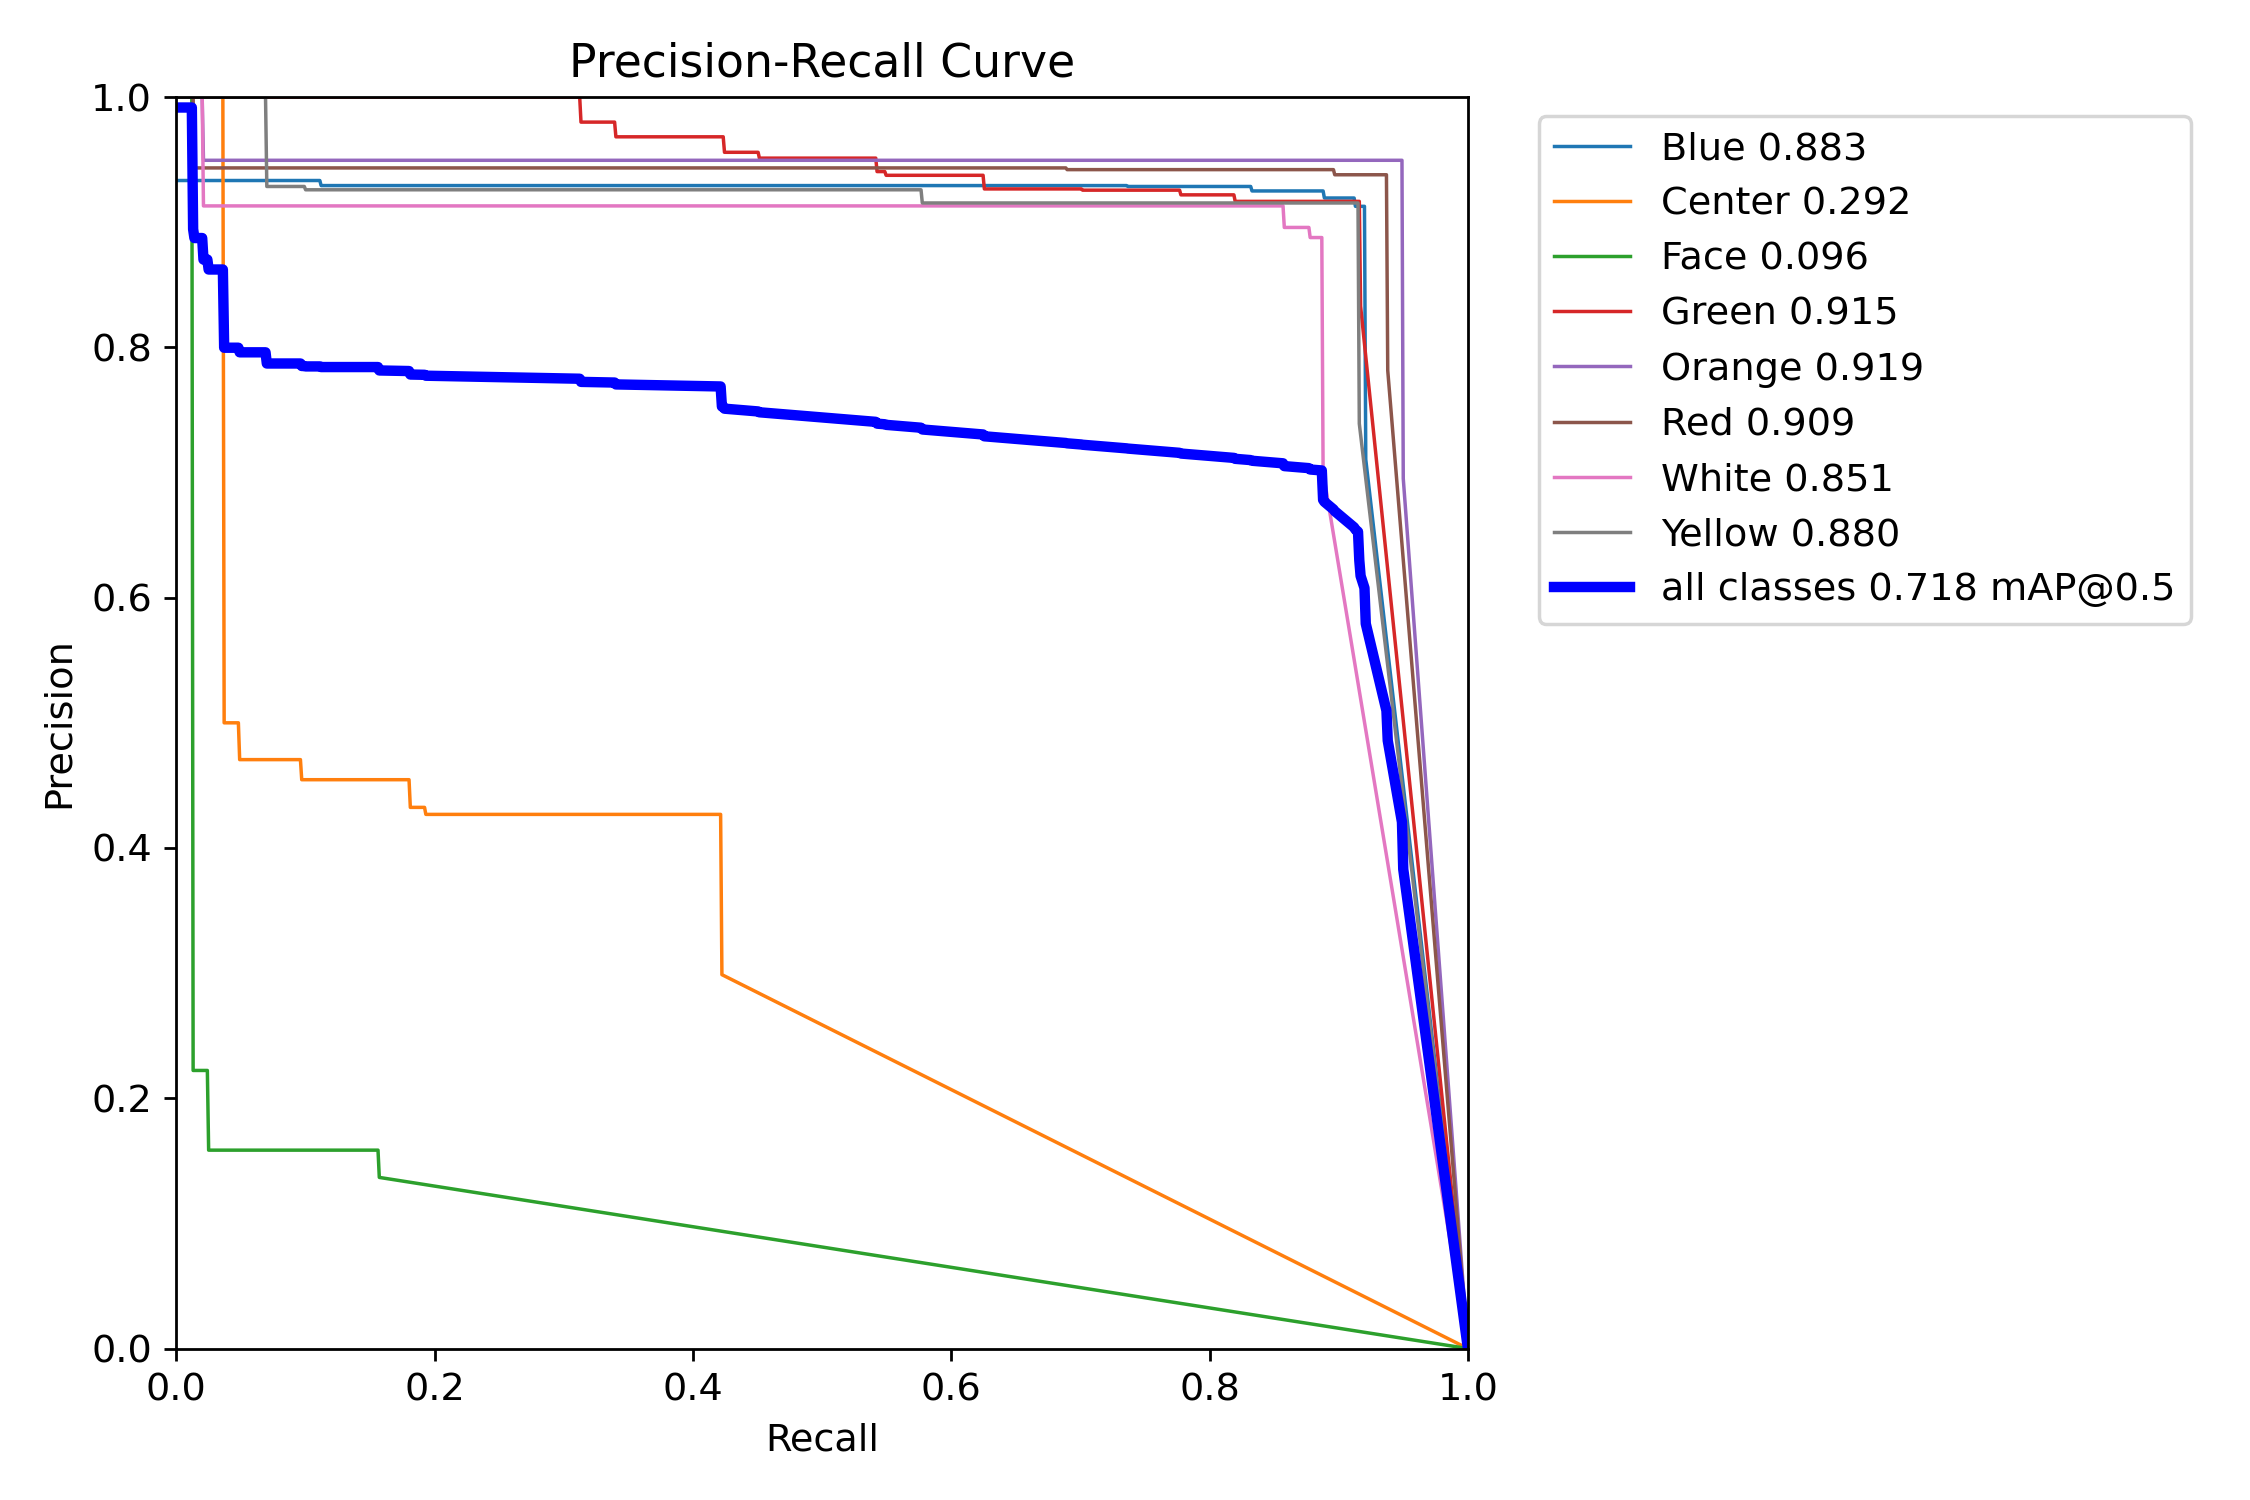 Precision-Recall Curve
1.0
0.8
0.6
0.4
0.2
0.0
Precision
0.0 0.2 0.4 0.6 0.8 1.0
Recall
Blue 0.883
Center 0.292
Face 0.096
Green 0.915
Orange 0.919
Red 0.909
White 0.851
Yellow 0.880
all classes 0.718 mAP@0.5